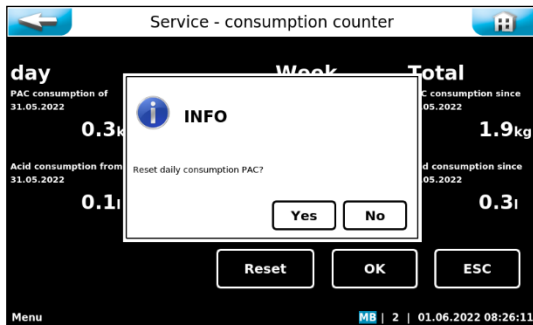 Service - consumption counter
day Week Total
PAC consumption of
31.05.2022
0.3k
C consumption since
.05.2022
1.9kg
INFO
Reset daily consumption PAC?
Yes No
Acid consumption from
31.05.2022
0.1l
d consumption since
.05.2022
0.3l
Reset OK ESC
Menu MB | 2 | 01.06.2022 08:26:11